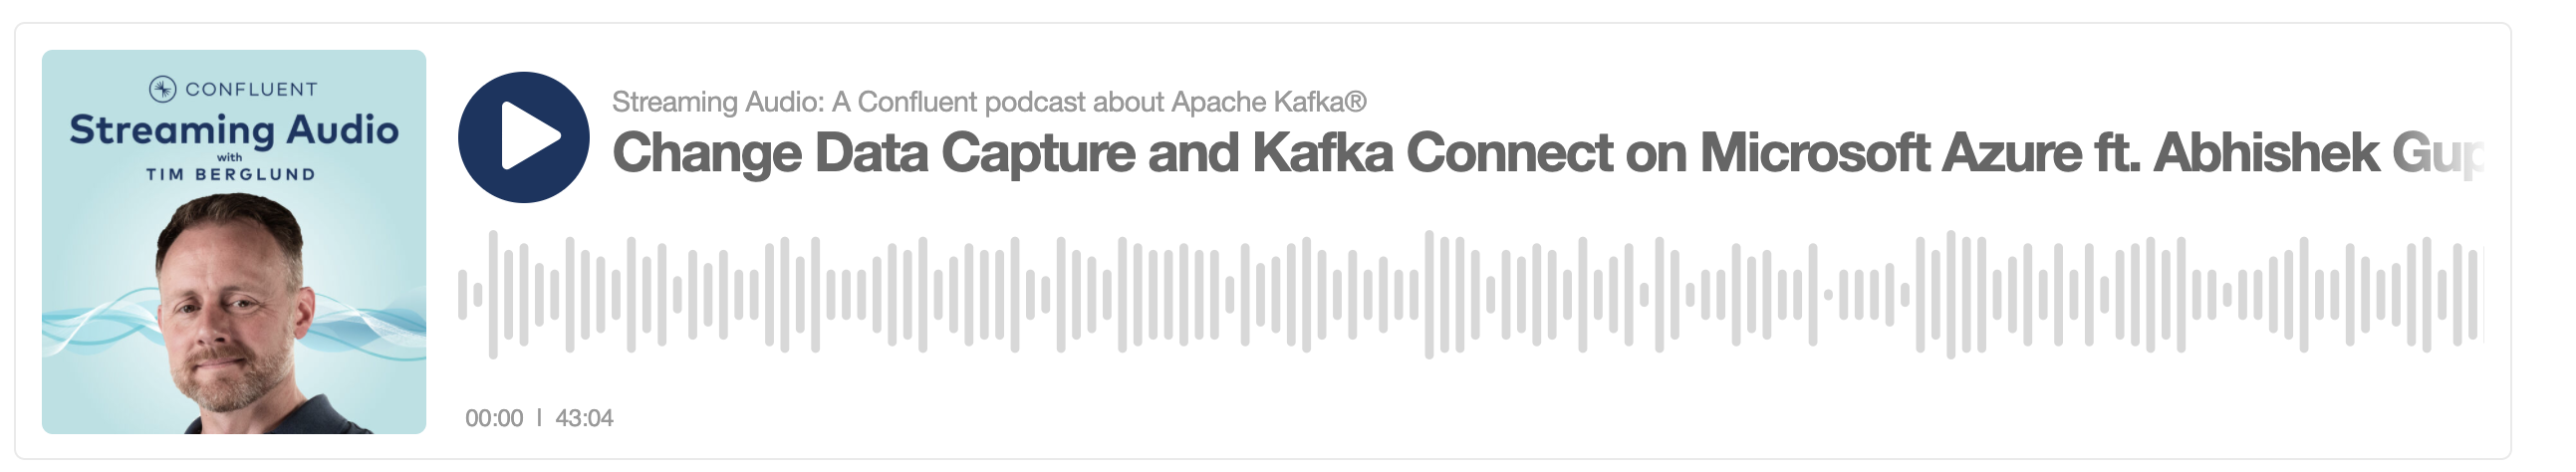 CONFLUENT
Streaming Audio
with
TIM BERGLUND
Streaming Audio: A Confluent podcast about Apache Kafka®
Change Data Capture and Kafka Connect on Microsoft Azure ft. Abhishek Gup
00:00 | 43:04